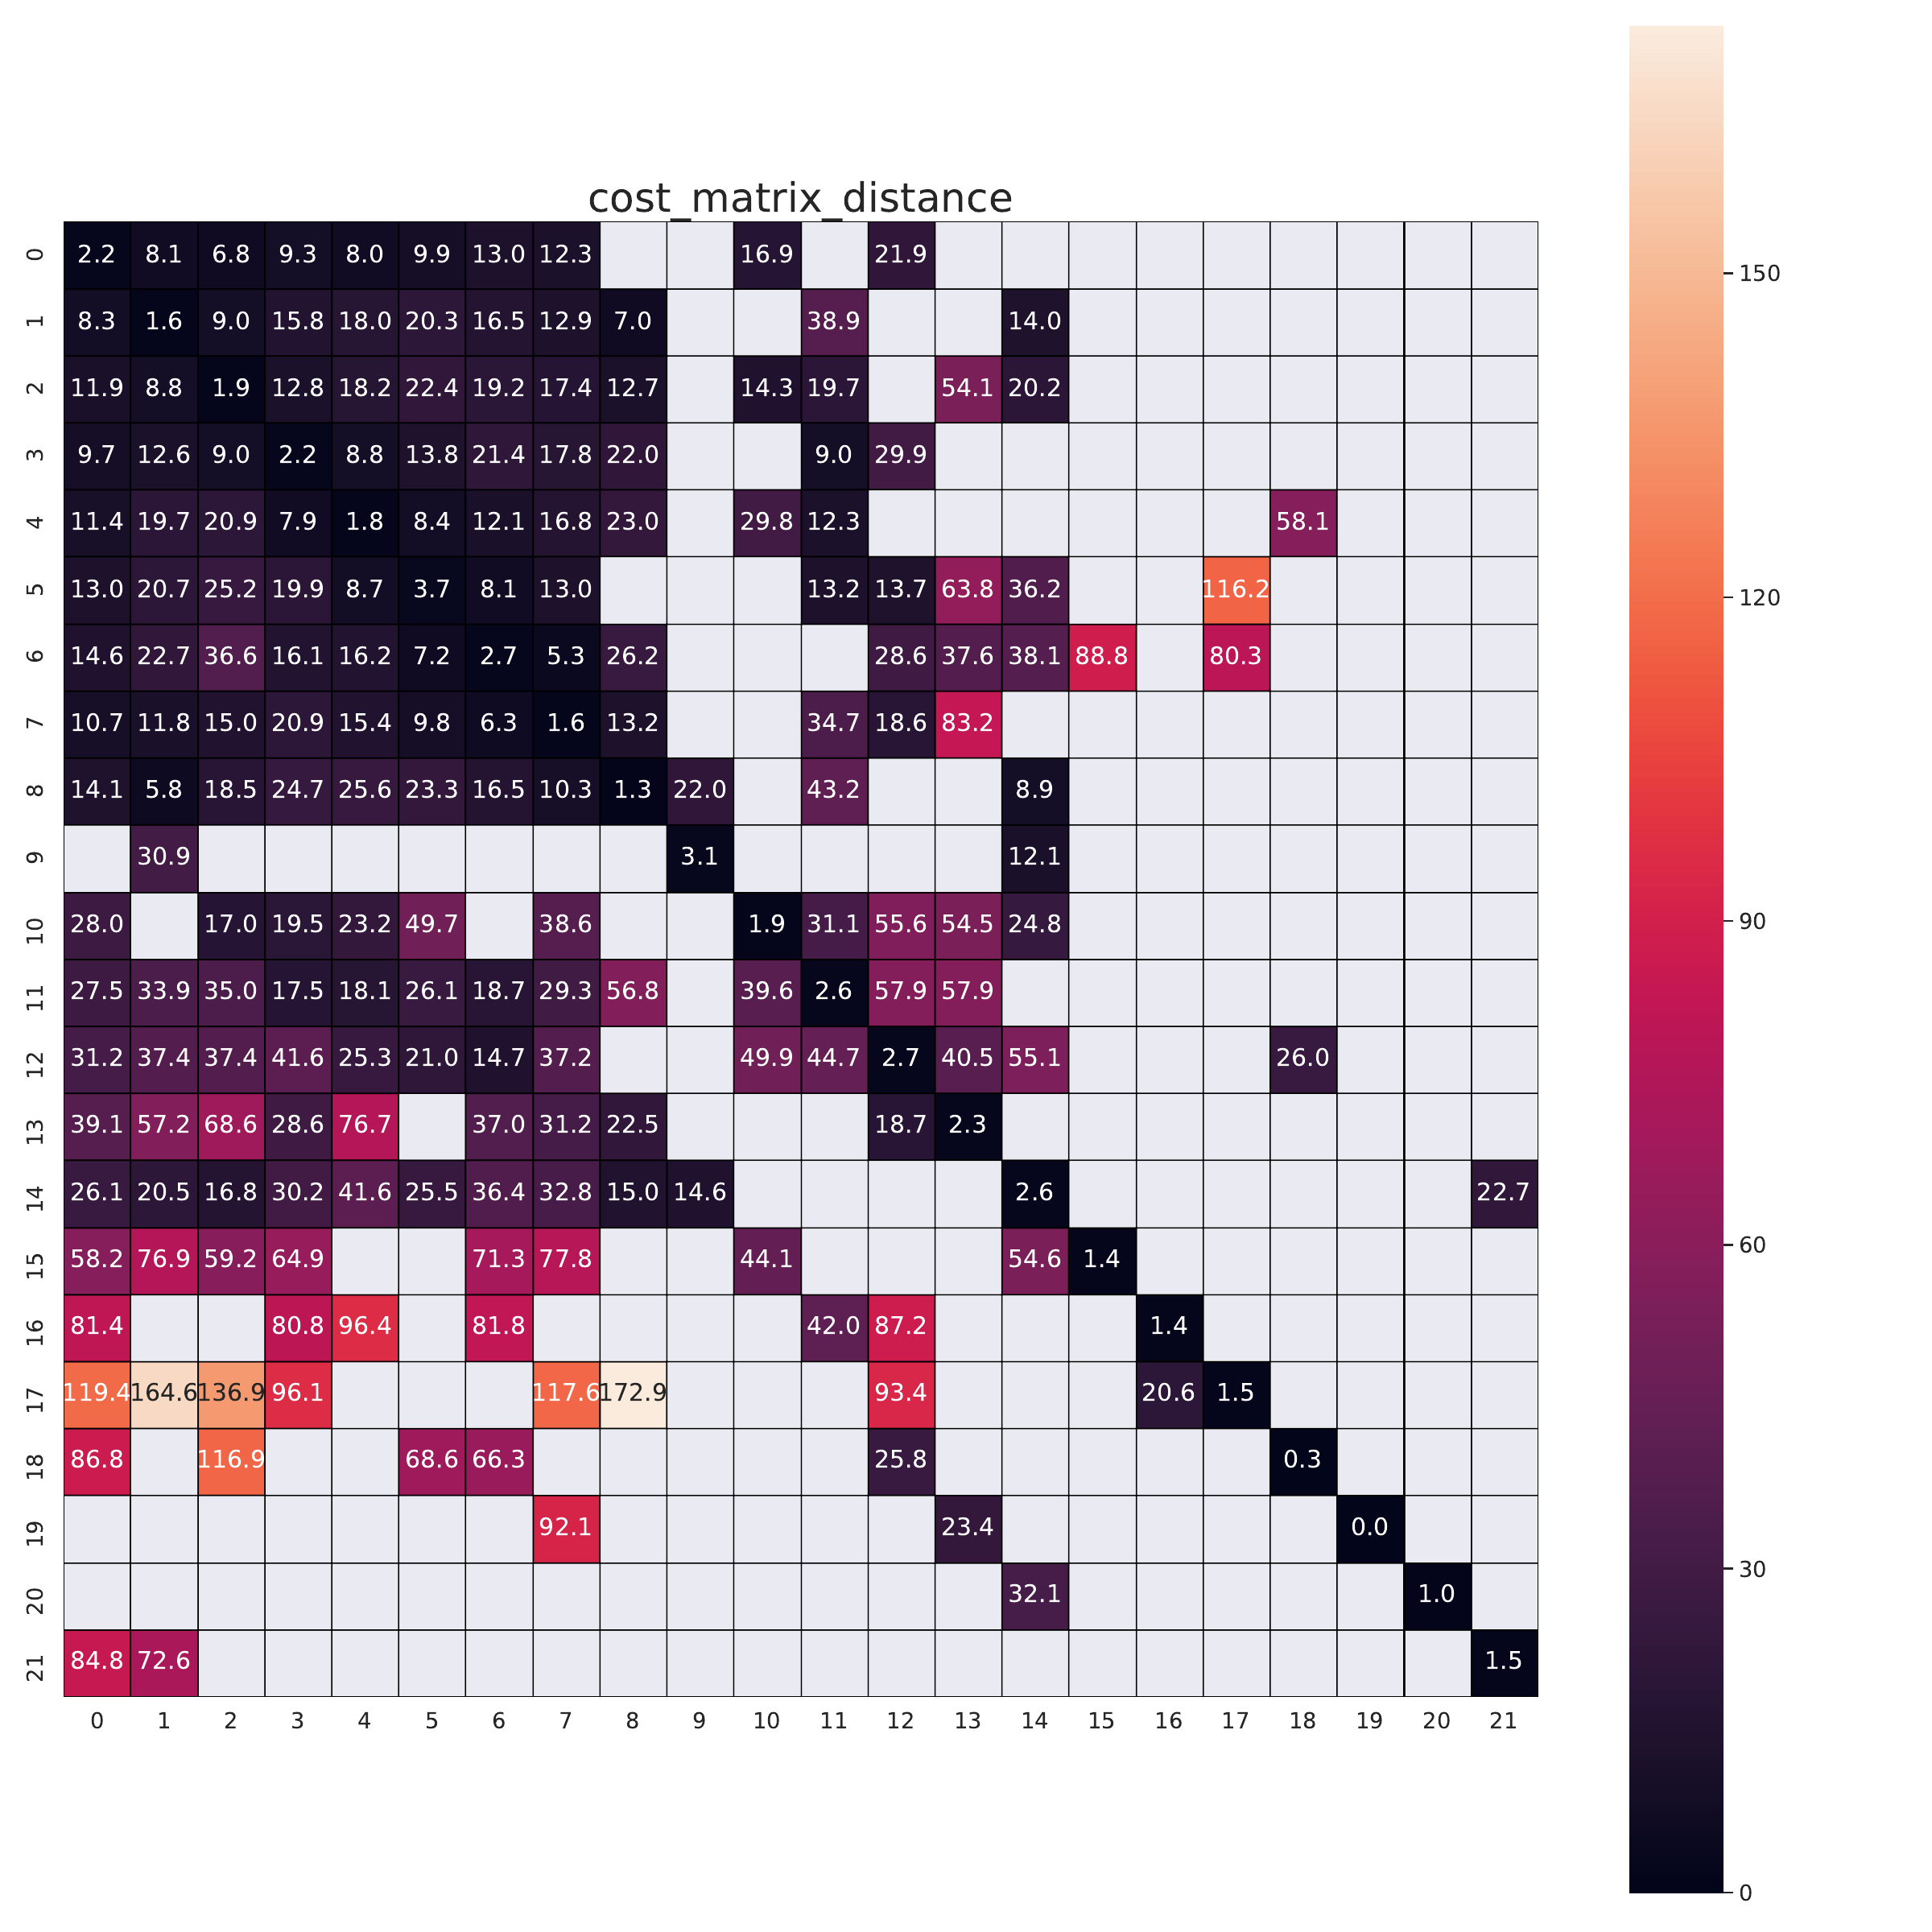 cost_matrix_distance
0 2.2 8.1 6.8 9.3 8.0 9.9 13.0 12.3 16.9 21.9
1 8.3 1.6 9.0 15.8 18.0 20.3 16.5 12.9 7.0 38.9 14.0
2 11.9 8.8 1.9 12.8 18.2 22.4 19.2 17.4 12.7 14.3 19.7 54.1 20.2
3 9.7 12.6 9.0 2.2 8.8 13.8 21.4 17.8 22.0 9.0 29.9
4 11.4 19.7 20.9 7.9 1.8 8.4 12.1 16.8 23.0 29.8 12.3 58.1
5 13.0 20.7 25.2 19.9 8.7 3.7 8.1 13.0 13.2 13.7 63.8 36.2 116.2
6 14.6 22.7 36.6 16.1 16.2 7.2 2.7 5.3 26.2 28.6 37.6 38.1 88.8 80.3
7 10.7 11.8 15.0 20.9 15.4 9.8 6.3 1.6 13.2 34.7 18.6 83.2
8 14.1 5.8 18.5 24.7 25.6 23.3 16.5 10.3 1.3 22.0 43.2 8.9
9 30.9 3.1 12.1
10 28.0 17.0 19.5 23.2 49.7 38.6 1.9 31.1 55.6 54.5 24.8
11 27.5 33.9 35.0 17.5 18.1 26.1 18.7 29.3 56.8 39.6 2.6 57.9 57.9
12 31.2 37.4 37.4 41.6 25.3 21.0 14.7 37.2 49.9 44.7 2.7 40.5 55.1 26.0
13 39.1 57.2 68.6 28.6 76.7 37.0 31.2 22.5 18.7 2.3
14 26.1 20.5 16.8 30.2 41.6 25.5 36.4 32.8 15.0 14.6 2.6 22.7
15 58.2 76.9 59.2 64.9 71.3 77.8 44.1 54.6 1.4
16 81.4 80.8 96.4 81.8 42.0 87.2 1.4
17 119.4 164.6 136.9 96.1 117.6 172.9 93.4 20.6 1.5
18 86.8 116.9 68.6 66.3 25.8 0.3
19 92.1 23.4 0.0
20 32.1 1.0
21 84.8 72.6 1.5
0 1 2 3 4 5 6 7 8 9 10 11 12 13 14 15 16 17 18 19 20 21
150
120
90
60
30
0